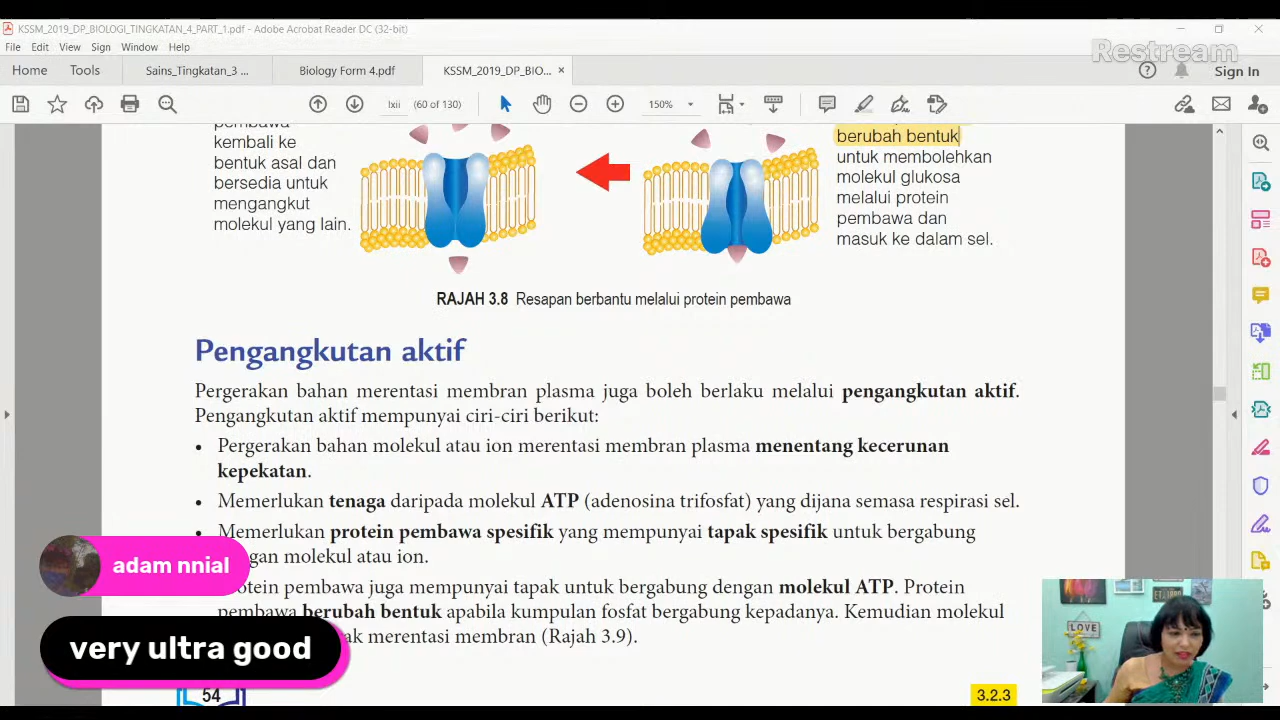 KSSM_2019_DP_BIOLOGI_TINGKATAN_4_PART_1.pdf - Adobe Acrobat Reader DC (32-bit)
File Edit View Sign Window Help
Restream
Home Tools Sains_Tingkatan_3 ... Biology Form 4.pdf KSSM_2019_DP_BIO... × Sign In
lxii (60 of 130) 150%
pembawa
kembali ke
bentuk asal dan
bersedia untuk
mengangkut
molekul yang lain.
berubah bentuk
untuk membolehkan
molekul glukosa
melalui protein
pembawa dan
masuk ke dalam sel.
RAJAH 3.8 Resapan berbantu melalui protein pembawa
Pengangkutan aktif
Pergerakan bahan merentasi membran plasma juga boleh berlaku melalui pengangkutan aktif.
Pengangkutan aktif mempunyai ciri-ciri berikut:
• Pergerakan bahan molekul atau ion merentasi membran plasma menentang kecerunan
kepekatan.
• Memerlukan tenaga daripada molekul ATP (adenosina trifosfat) yang dijana semasa respirasi sel.
• Memerlukan protein pembawa spesifik yang mempunyai tapak spesifik untuk bergabung
ngan molekul atau ion.
rotein pembawa juga mempunyai tapak untuk bergabung dengan molekul ATP. Protein
pembawa berubah bentuk apabila kumpulan fosfat bergabung kepadanya. Kemudian molekul
ak merentasi membran (Rajah 3.9).
adam nnial
very ultra good
54
3.2.3
LOVE